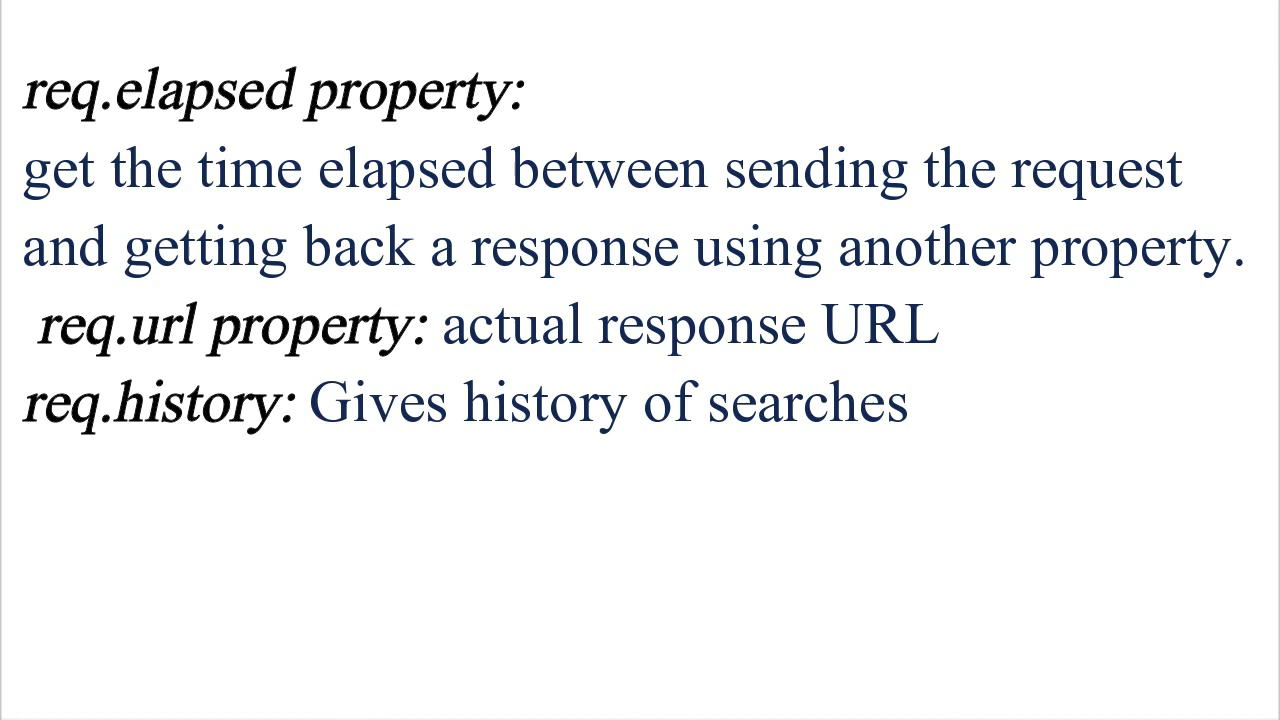 req.elapsed property:
get the time elapsed between sending the request
and getting back a response using another property.
req.url property: actual response URL
req.history: Gives history of searches